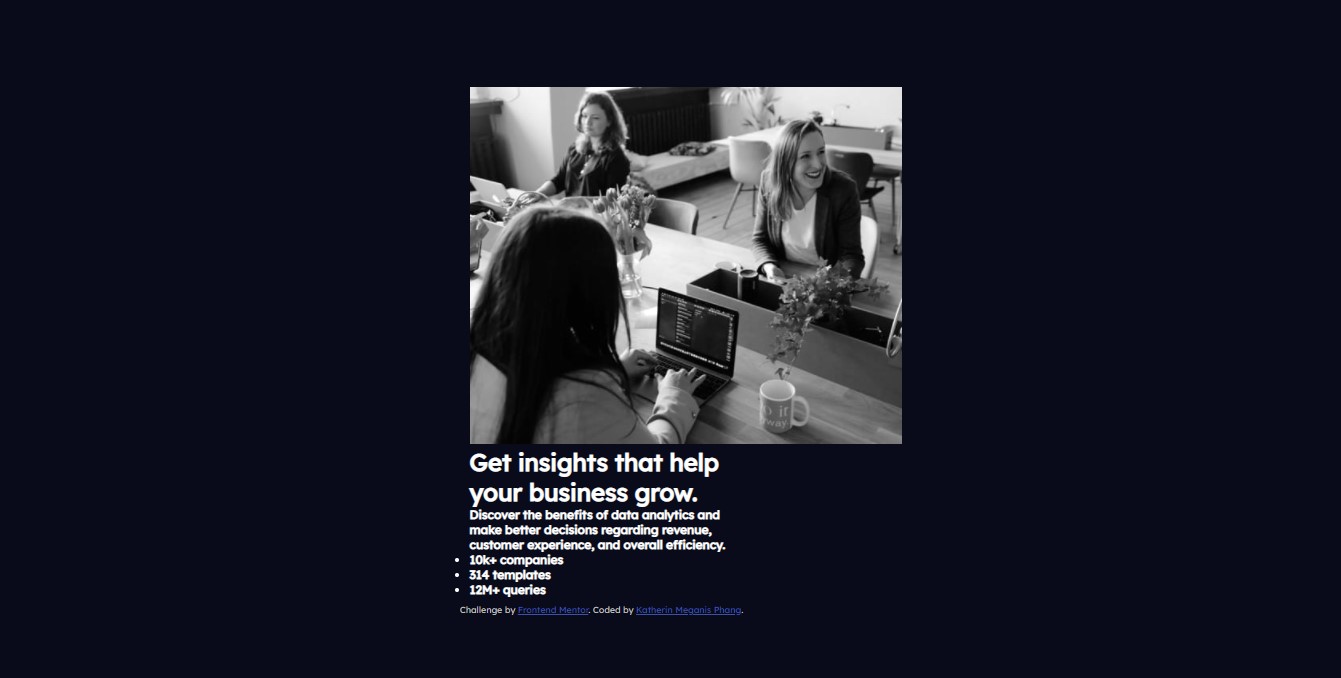 Get insights that help
your business grow.
Discover the benefits of data analytics and
make better decisions regarding revenue,
customer experience, and overall efficiency.
10k+ companies
314 templates
12M+ queries
Challenge by Frontend Mentor. Coded by Katherin Meganis Phang.